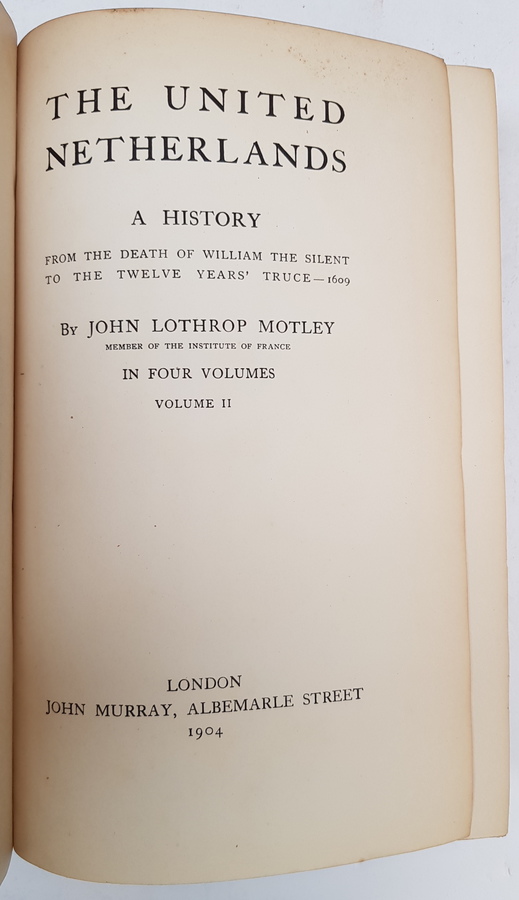 THE UNITED
NETHERLANDS
A HISTORY
FROM THE DEATH OF WILLIAM THE SILENT
TO THE TWELVE YEARS' TRUCE—1609
By JOHN LOTHROP MOTLEY
MEMBER OF THE INSTITUTE OF FRANCE
IN FOUR VOLUMES
VOLUME II
LONDON
JOHN MURRAY, ALBEMARLE STREET
1904